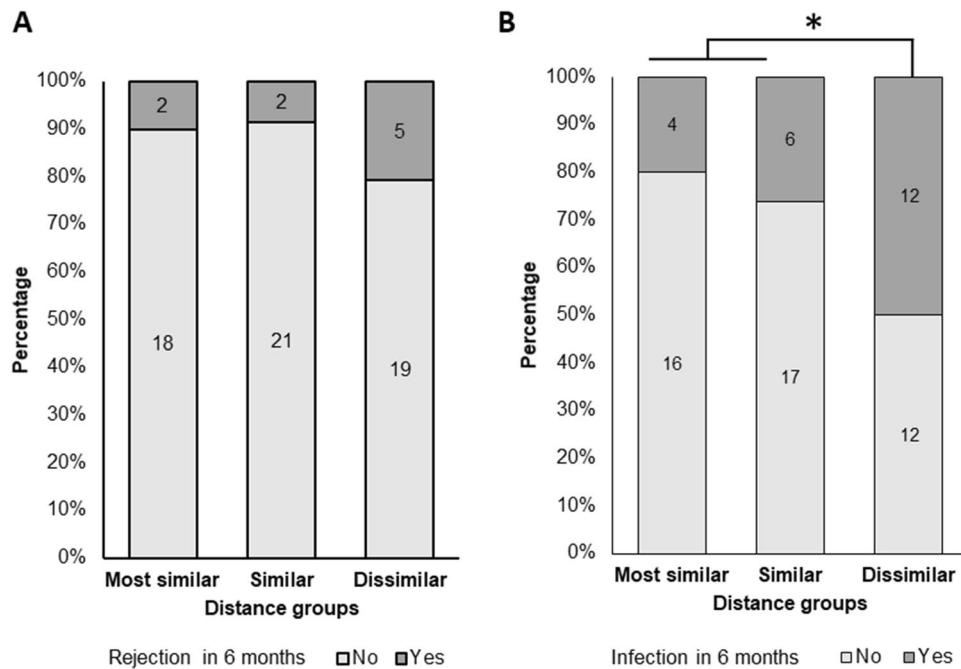 A
100%
90%
80%
70%
60%
50%
40%
30%
20%
10%
0%
Percentage
2
2
5
18
21
19
Most similar
Similar
Dissimilar
Distance groups
Rejection in 6 months No Yes
B
*
100%
90%
80%
70%
60%
50%
40%
30%
20%
10%
0%
Percentage
4
6
12
16
17
12
Most similar
Similar
Dissimilar
Distance groups
Infection in 6 months No Yes